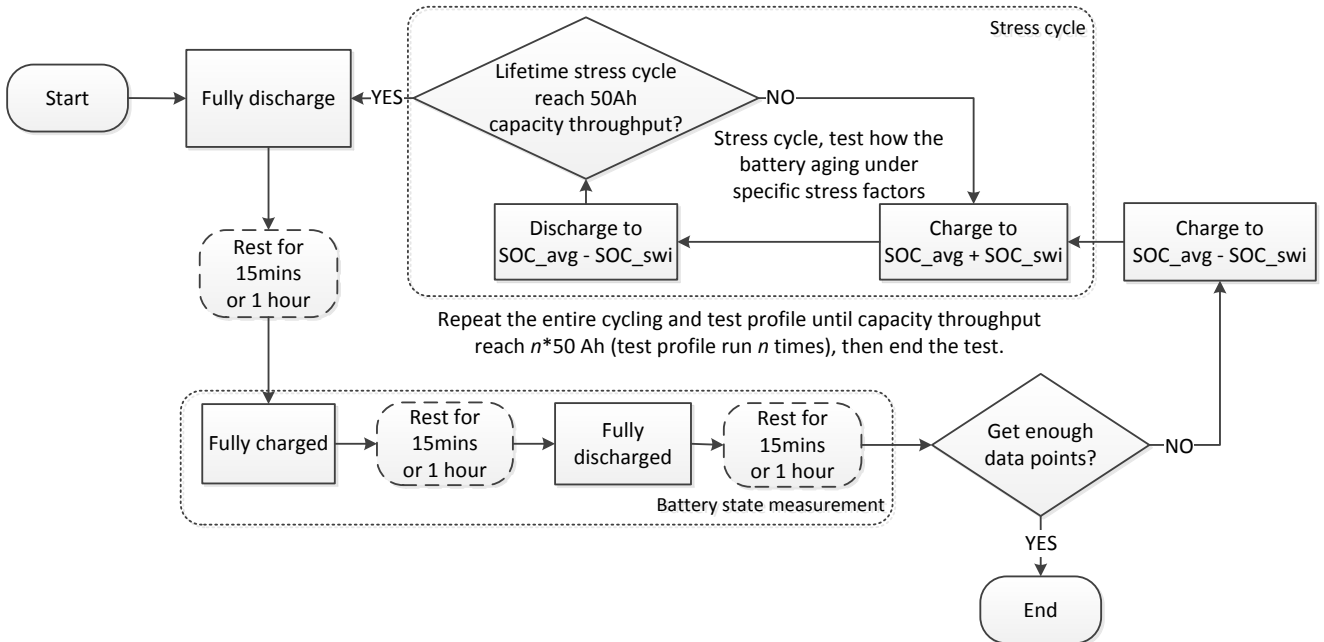 Stress cycle
Start
Fully discharge
YES
Lifetime stress cycle
reach 50Ah
capacity throughput?
NO
Stress cycle, test how the
battery aging under
specific stress factors
Discharge to
SOC_avg - SOC_swi
Charge to
SOC_avg + SOC_swi
Charge to
SOC_avg - SOC_swi
Rest for
15mins
or 1 hour
Repeat the entire cycling and test profile until capacity throughput
reach n*50 Ah (test profile run n times), then end the test.
Fully charged
Rest for
15mins
or 1 hour
Fully
discharged
Rest for
15mins
or 1 hour
Battery state measurement
Get enough
data points?
NO
YES
End